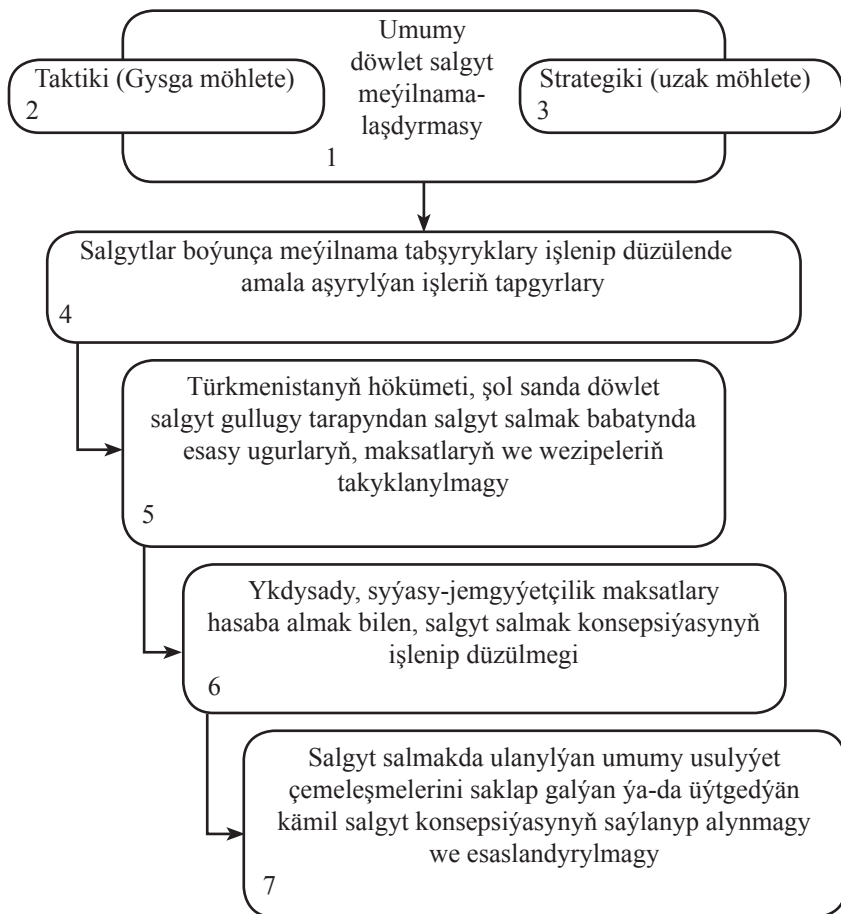 Umumy
döwlet salgyt
meýilnama-
laşdyrmasy
1
Taktiki (Gysga möhlete)
2
Strategiki (uzak möhlete)
3
Salgytlar boýunça meýilnama tabşyryklary işlenip düzülende
amala aşyrylýan işleriň tapgyrlary
4
Türkmenistanyň hökümeti, şol sanda döwlet
salgyt gullugy tarapyndan salgyt salmak babatynda
esasy ugurlaryň, maksatlaryň we wezipeleriň
takyklanylmagy
5
Ykdysady, syýasy-jemgyýetçilik maksatlary
hasaba almak bilen, salgyt salmak konsepsiýasynyň
işlenip düzülmegi
6
Salgyt salmakda ulanylýan umumy usulyýet
çemeleşmelerini saklap galýan ýa-da üýtgedýän
kämil salgyt konsepsiýasynyň saýlanyp alynmagy
we esaslandyrylmagy
7